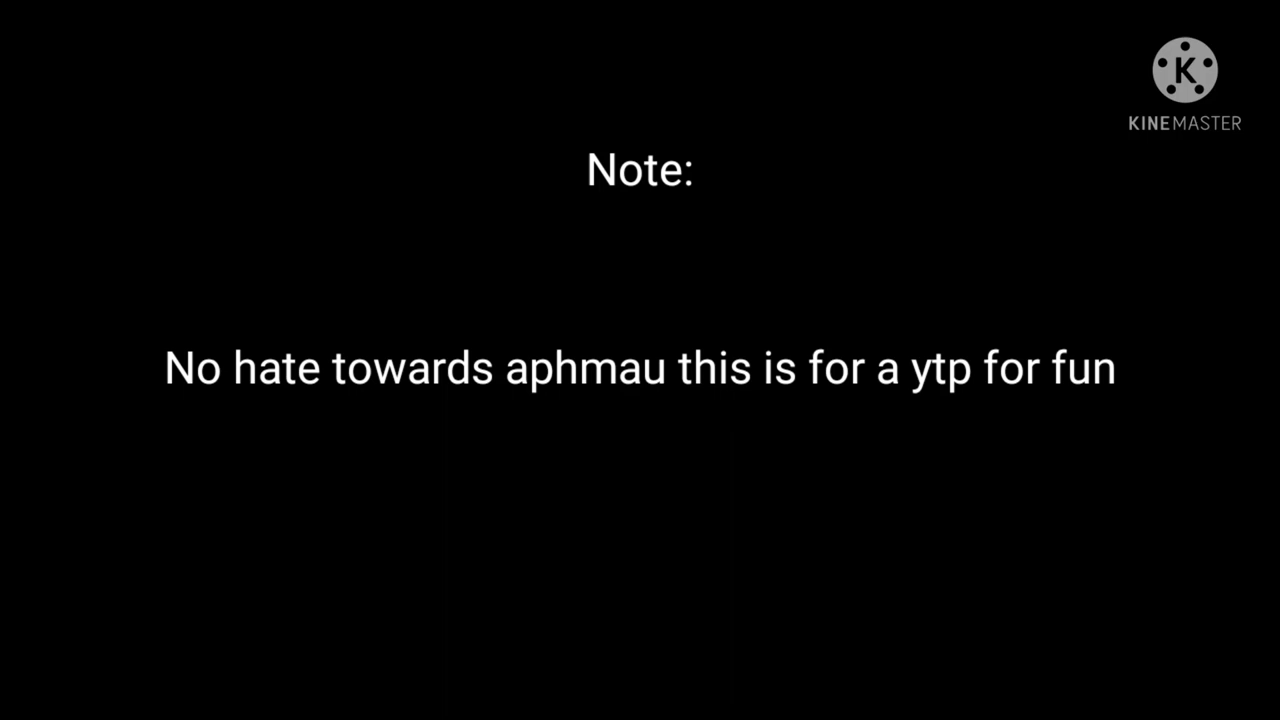 K
KINEMASTER
Note:
No hate towards aphmau this is for a ytp for fun